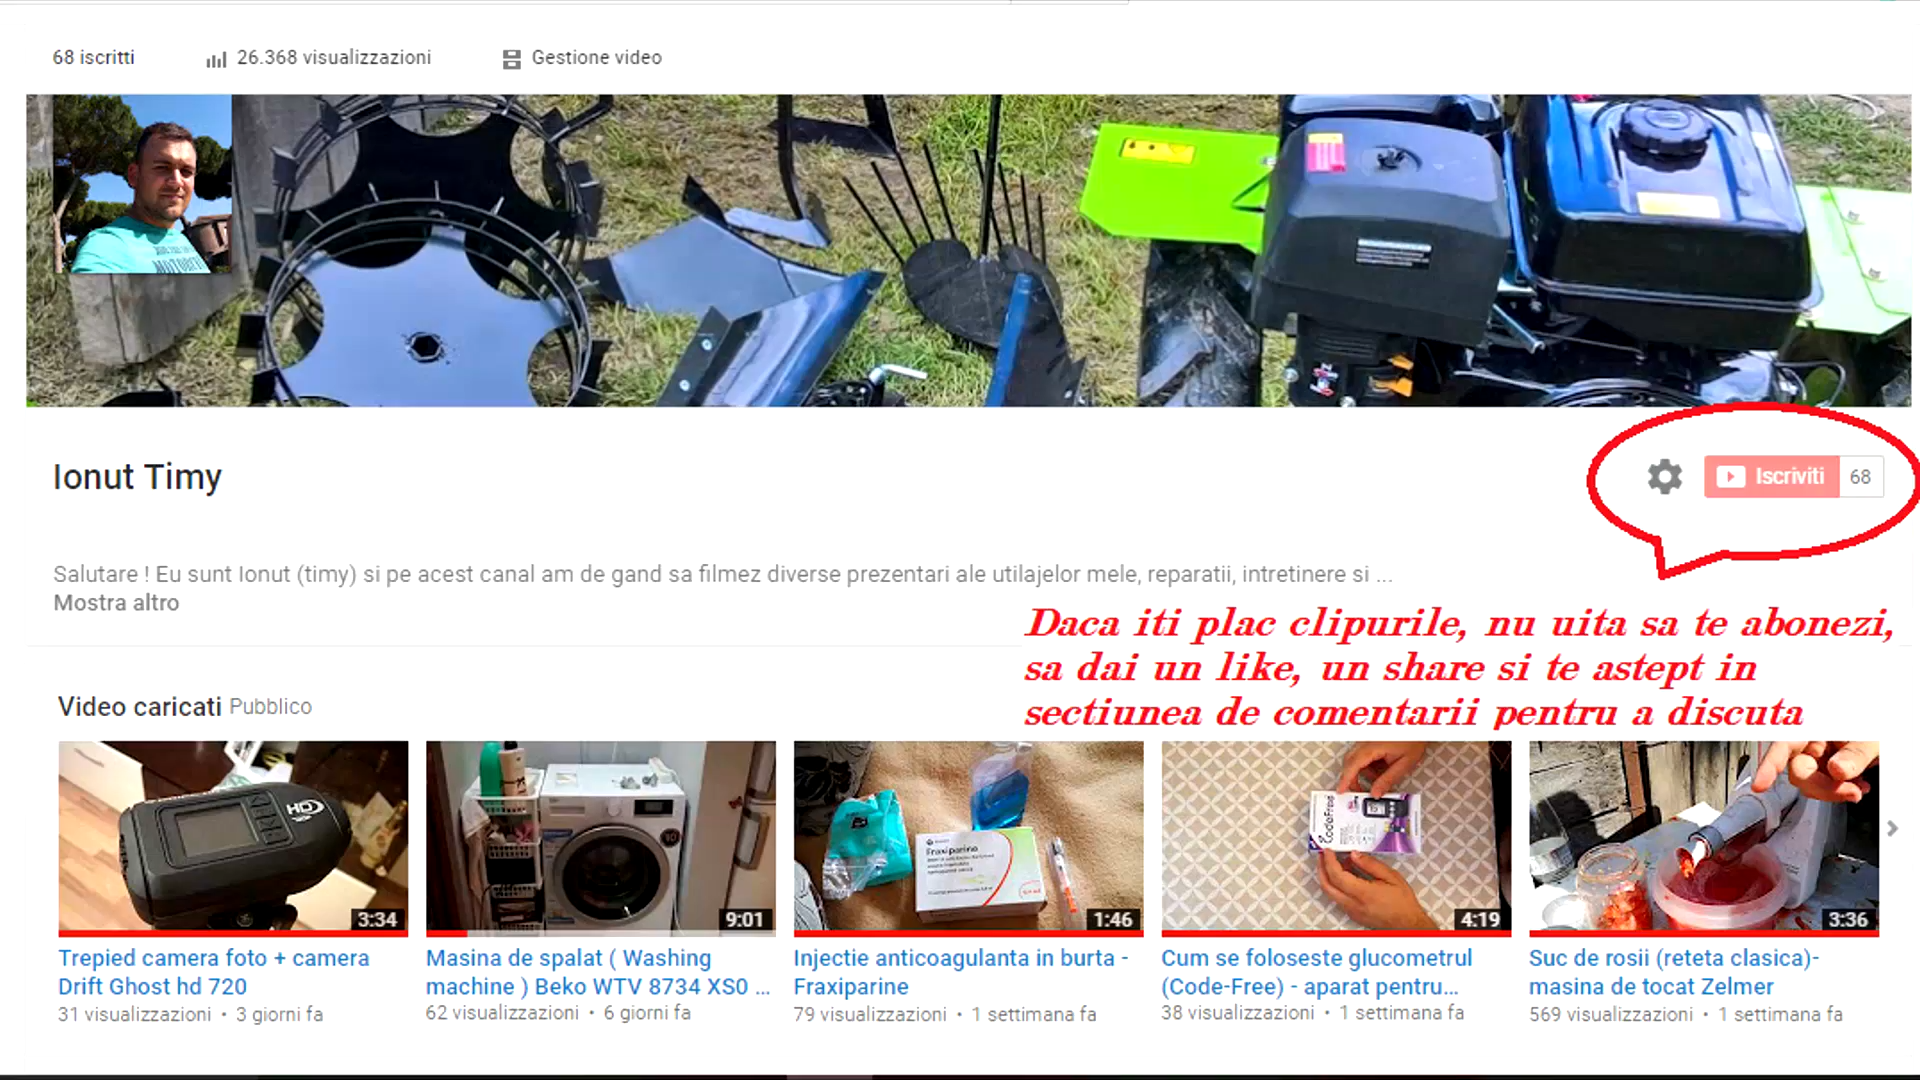 68 iscritti
26.368 visualizzazioni
Gestione video
Ionut Timy
Iscriviti 68
Salutare ! Eu sunt Ionut (timy) si pe acest canal am de gand sa filmez diverse prezentari ale utilajelor mele, reparatii, intretinere si ...
Mostra altro
Daca iti plac clipurile, nu uita sa te abonezi,
sa dai un like, un share si te astept in
sectiunea de comentarii pentru a discuta
Video caricati Pubblico
HD
3:34
9:01
Fraxiparine
1:46
CodeFree
4:19
3:36
Trepied camera foto + camera
Drift Ghost hd 720
31 visualizzazioni • 3 giorni fa
Masina de spalat ( Washing
machine ) Beko WTV 8734 XS0 ...
62 visualizzazioni • 6 giorni fa
Injectie anticoagulanta in burta -
Fraxiparine
79 visualizzazioni • 1 settimana fa
Cum se foloseste glucometrul
(Code-Free) - aparat pentru...
38 visualizzazioni • 1 settimana fa
Suc de rosii (reteta clasica)-
masina de tocat Zelmer
569 visualizzazioni • 1 settimana fa